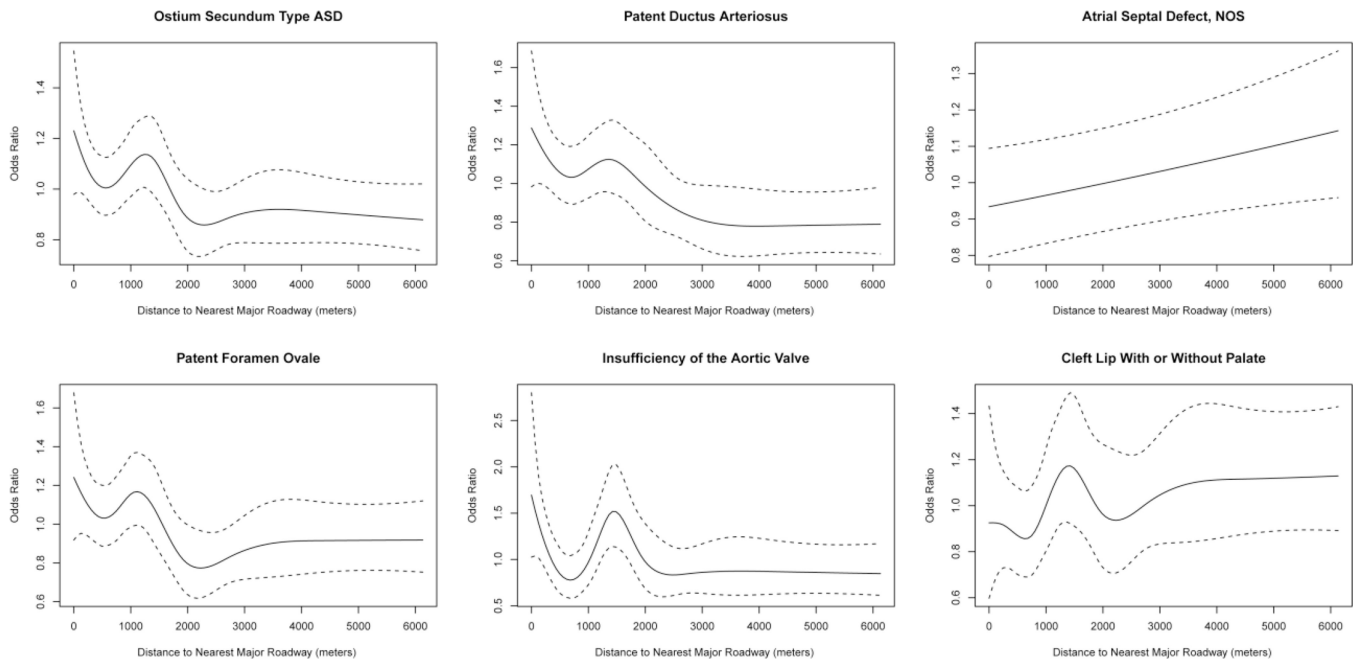 Ostium Secundum Type ASD
Odds Ratio
0.8 1.0 1.2 1.4
0 1000 2000 3000 4000 5000 6000
Distance to Nearest Major Roadway (meters)
Patent Ductus Arteriosus
Odds Ratio
0.6 0.8 1.0 1.2 1.4 1.6
0 1000 2000 3000 4000 5000 6000
Distance to Nearest Major Roadway (meters)
Atrial Septal Defect, NOS
Odds Ratio
0.8 0.9 1.0 1.1 1.2 1.3
0 1000 2000 3000 4000 5000 6000
Distance to Nearest Major Roadway (meters)
Patent Foramen Ovale
Odds Ratio
0.6 0.8 1.0 1.2 1.4 1.6
0 1000 2000 3000 4000 5000 6000
Distance to Nearest Major Roadway (meters)
Insufficiency of the Aortic Valve
Odds Ratio
0.5 1.0 1.5 2.0 2.5
0 1000 2000 3000 4000 5000 6000
Distance to Nearest Major Roadway (meters)
Cleft Lip With or Without Palate
Odds Ratio
0.6 0.8 1.0 1.2 1.4
0 1000 2000 3000 4000 5000 6000
Distance to Nearest Major Roadway (meters)